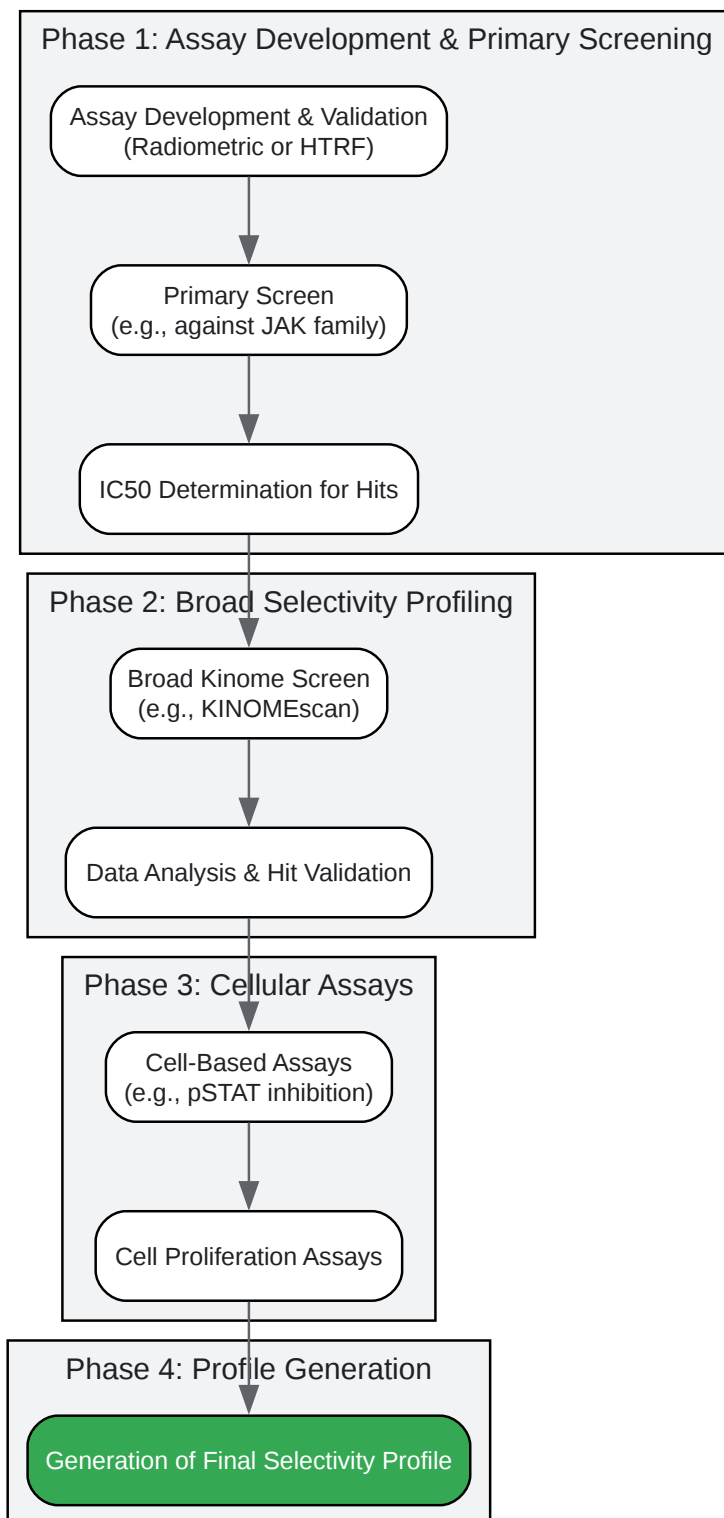 Phase 1: Assay Development & Primary Screening
Assay Development & Validation
(Radiometric or HTRF)
Primary Screen
(e.g., against JAK family)
IC50 Determination for Hits
Phase 2: Broad Selectivity Profiling
Broad Kinome Screen
(e.g., KINOMEscan)
Data Analysis & Hit Validation
Phase 3: Cellular Assays
Cell-Based Assays
(e.g., pSTAT inhibition)
Cell Proliferation Assays
Phase 4: Profile Generation
Generation of Final Selectivity Profile